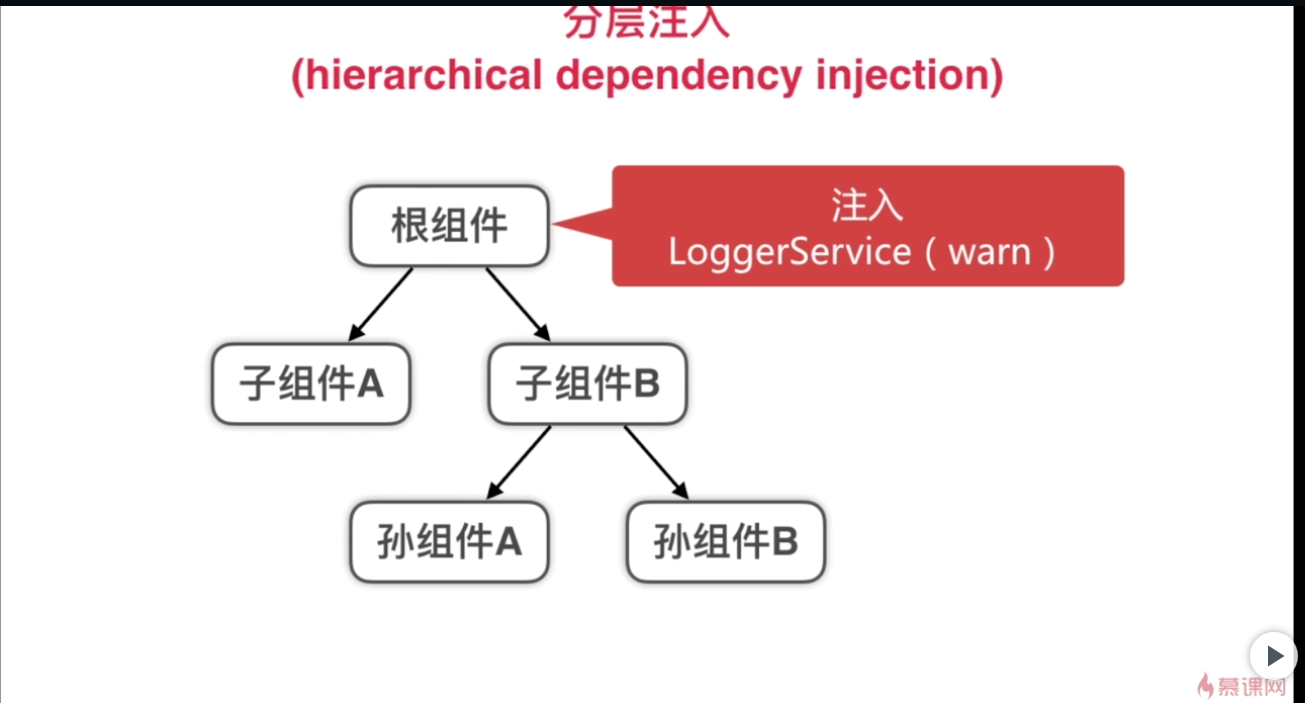 分层注入
(hierarchical dependency injection)
根组件
注入
LoggerService（warn）
子组件A
子组件B
孙组件A
孙组件B
慕课网